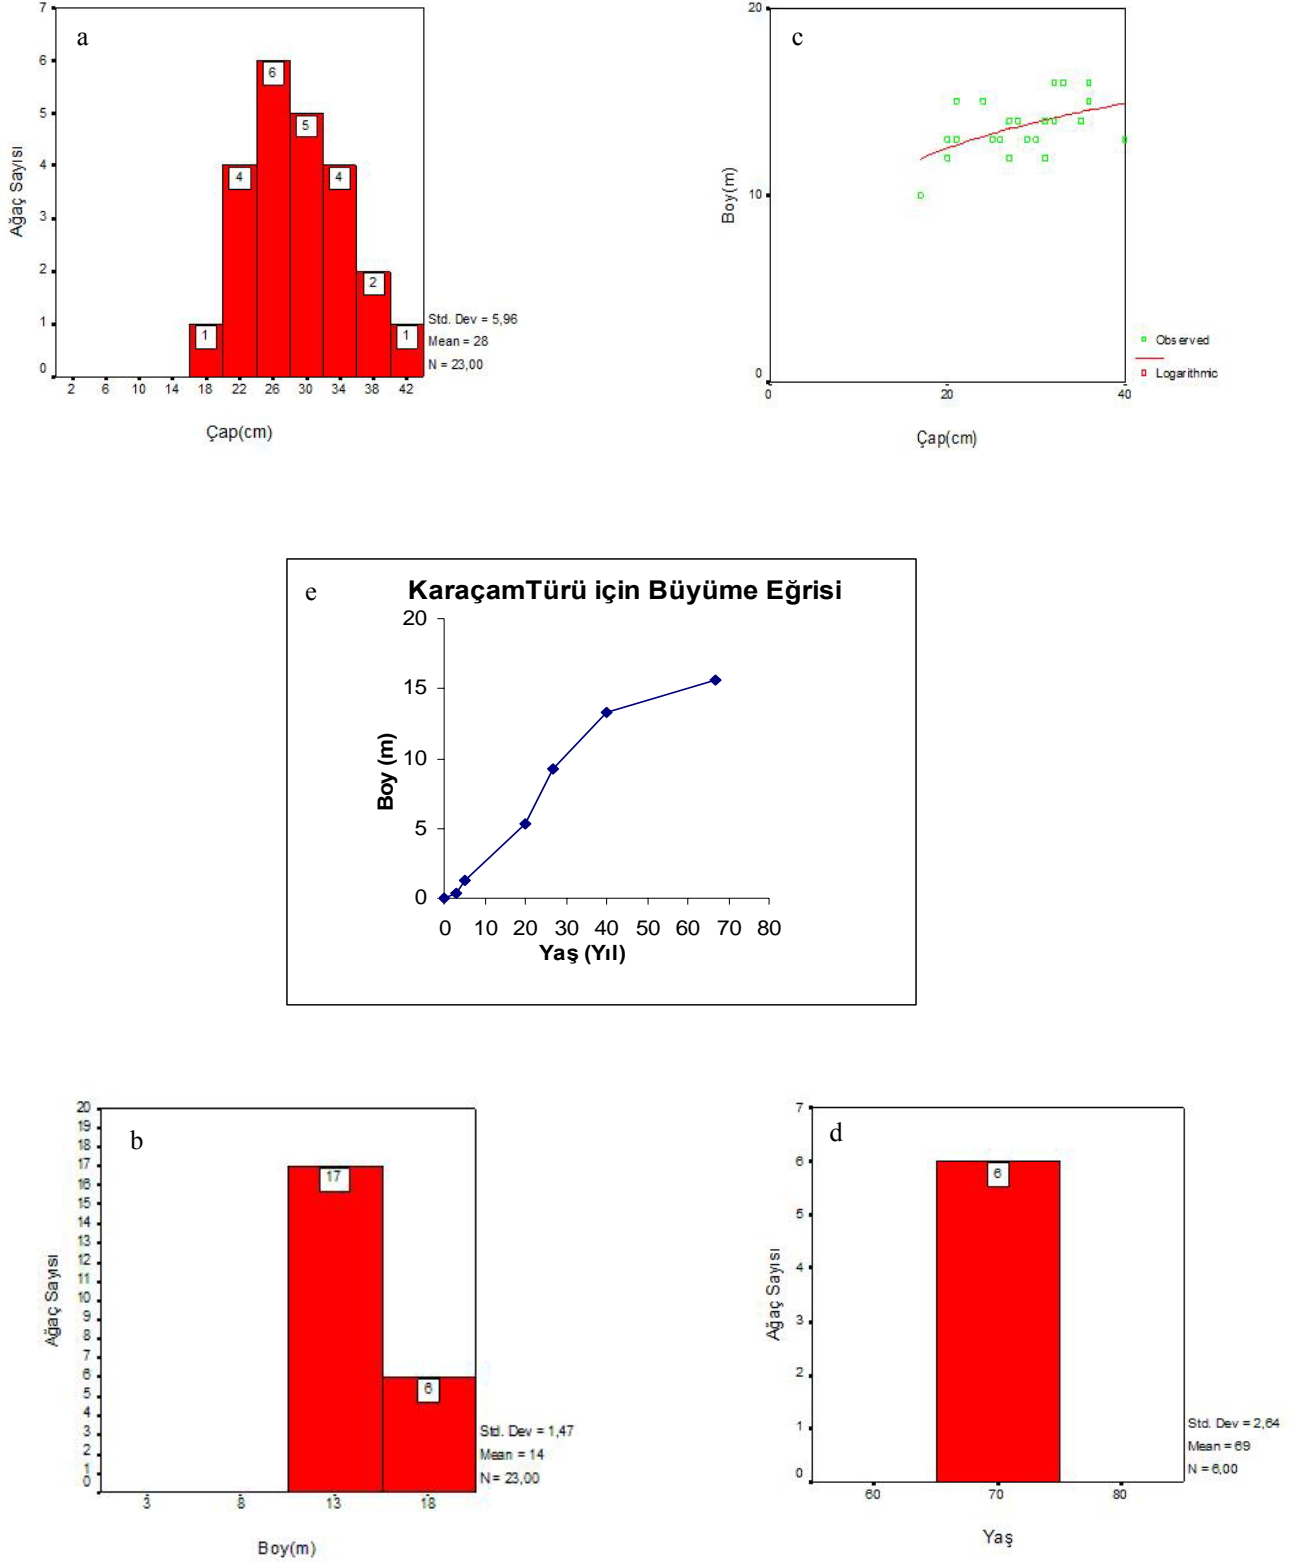 a
7
6
5
4
3
2
1
0
Ağaç Sayısı
1
4
6
5
4
2
1
2 6 10 14 18 22 26 30 34 38 42
Çap(cm)
Std. Dev = 5,96
Mean = 28
N = 23,00
c
20
10
0
Boy(m)
0 20 40
Çap(cm)
Observed
Logarithmic
e
KaraçamTürü için Büyüme Eğrisi
20
15
10
5
0
Boy (m)
0 10 20 30 40 50 60 70 80
Yaş (Yıl)
b
20
19
18
17
16
15
14
13
12
11
10
9
8
7
6
5
4
3
2
1
0
Ağaç Sayısı
17
6
3 8 13 18
Boy(m)
Std. Dev = 1,47
Mean = 14
N = 23,00
d
7
6
5
4
3
2
1
0
Ağaç Sayısı
6
60 70 80
Yaş
Std. Dev = 2,64
Mean = 69
N = 6,00